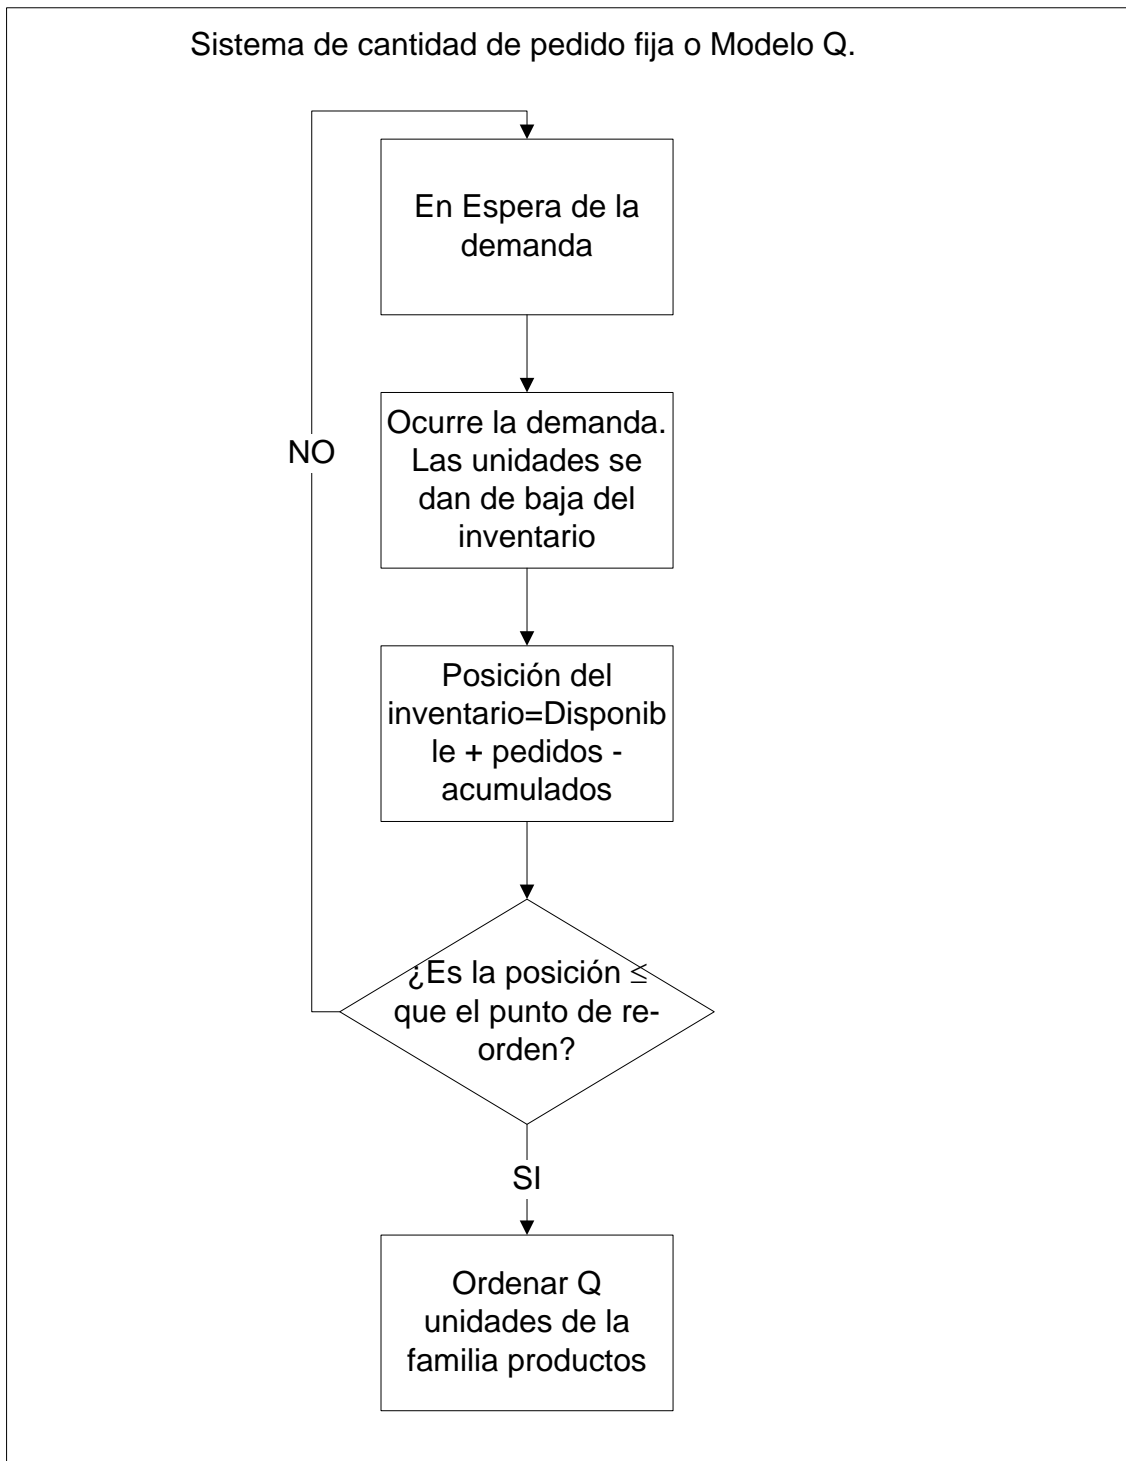 Sistema de cantidad de pedido fija o Modelo Q.
En Espera de la
demanda
Ocurre la demanda.
Las unidades se
dan de baja del
inventario
NO
Posición del
inventario=Disponib
le + pedidos -
acumulados
¿Es la posición ≤
que el punto de re-
orden?
SI
Ordenar Q
unidades de la
familia productos